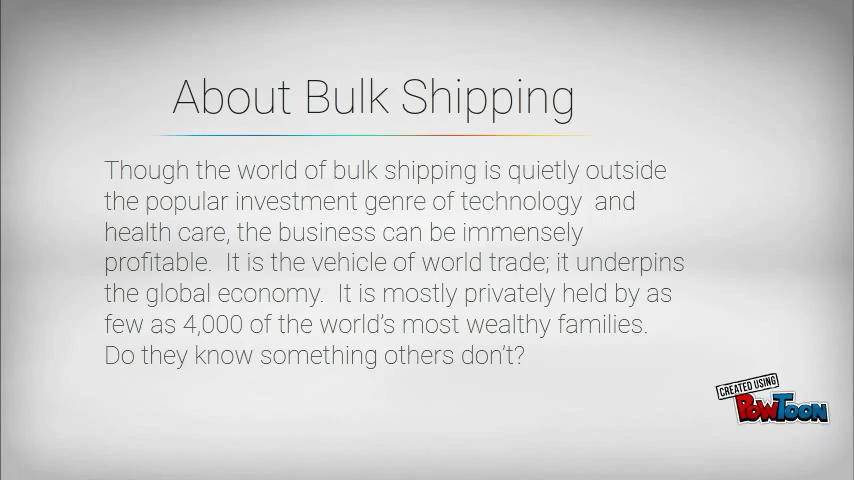 About Bulk Shipping
Though the world of bulk shipping is quietly outside
the popular investment genre of technology  and
health care, the business can be immensely
profitable.  It is the vehicle of world trade; it underpins
the global economy.  It is mostly privately held by as
few as 4,000 of the world's most wealthy families.
Do they know something others don't?
CREATED USING
POWTOON